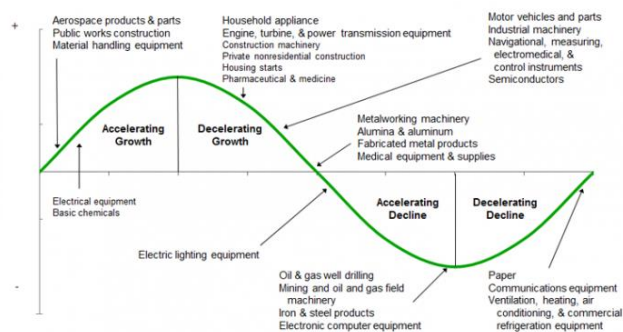 +
Aerospace products & parts
Public works construction
Material handling equipment
Household appliance
Engine, turbine, & power transmission equipment
Construction machinery
Private nonresidential construction
Housing starts
Pharmaceutical & medicine
Motor vehicles and parts
Industrial machinery
Navigational, measuring,
electromedical, &
control instruments
Semiconductors
Accelerating
Growth
Decelerating
Growth
Metalworking machinery
Alumina & aluminum
Fabricated metal products
Medical equipment & supplies
Electrical equipment
Basic chemicals
Accelerating
Decline
Decelerating
Decline
Electric lighting equipment
-
Oil & gas well drilling
Mining and oil and gas field
machinery
Iron & steel products
Electronic computer equipment
Paper
Communications equipment
Ventilation, heating, air
conditioning, & commercial
refrigeration equipment